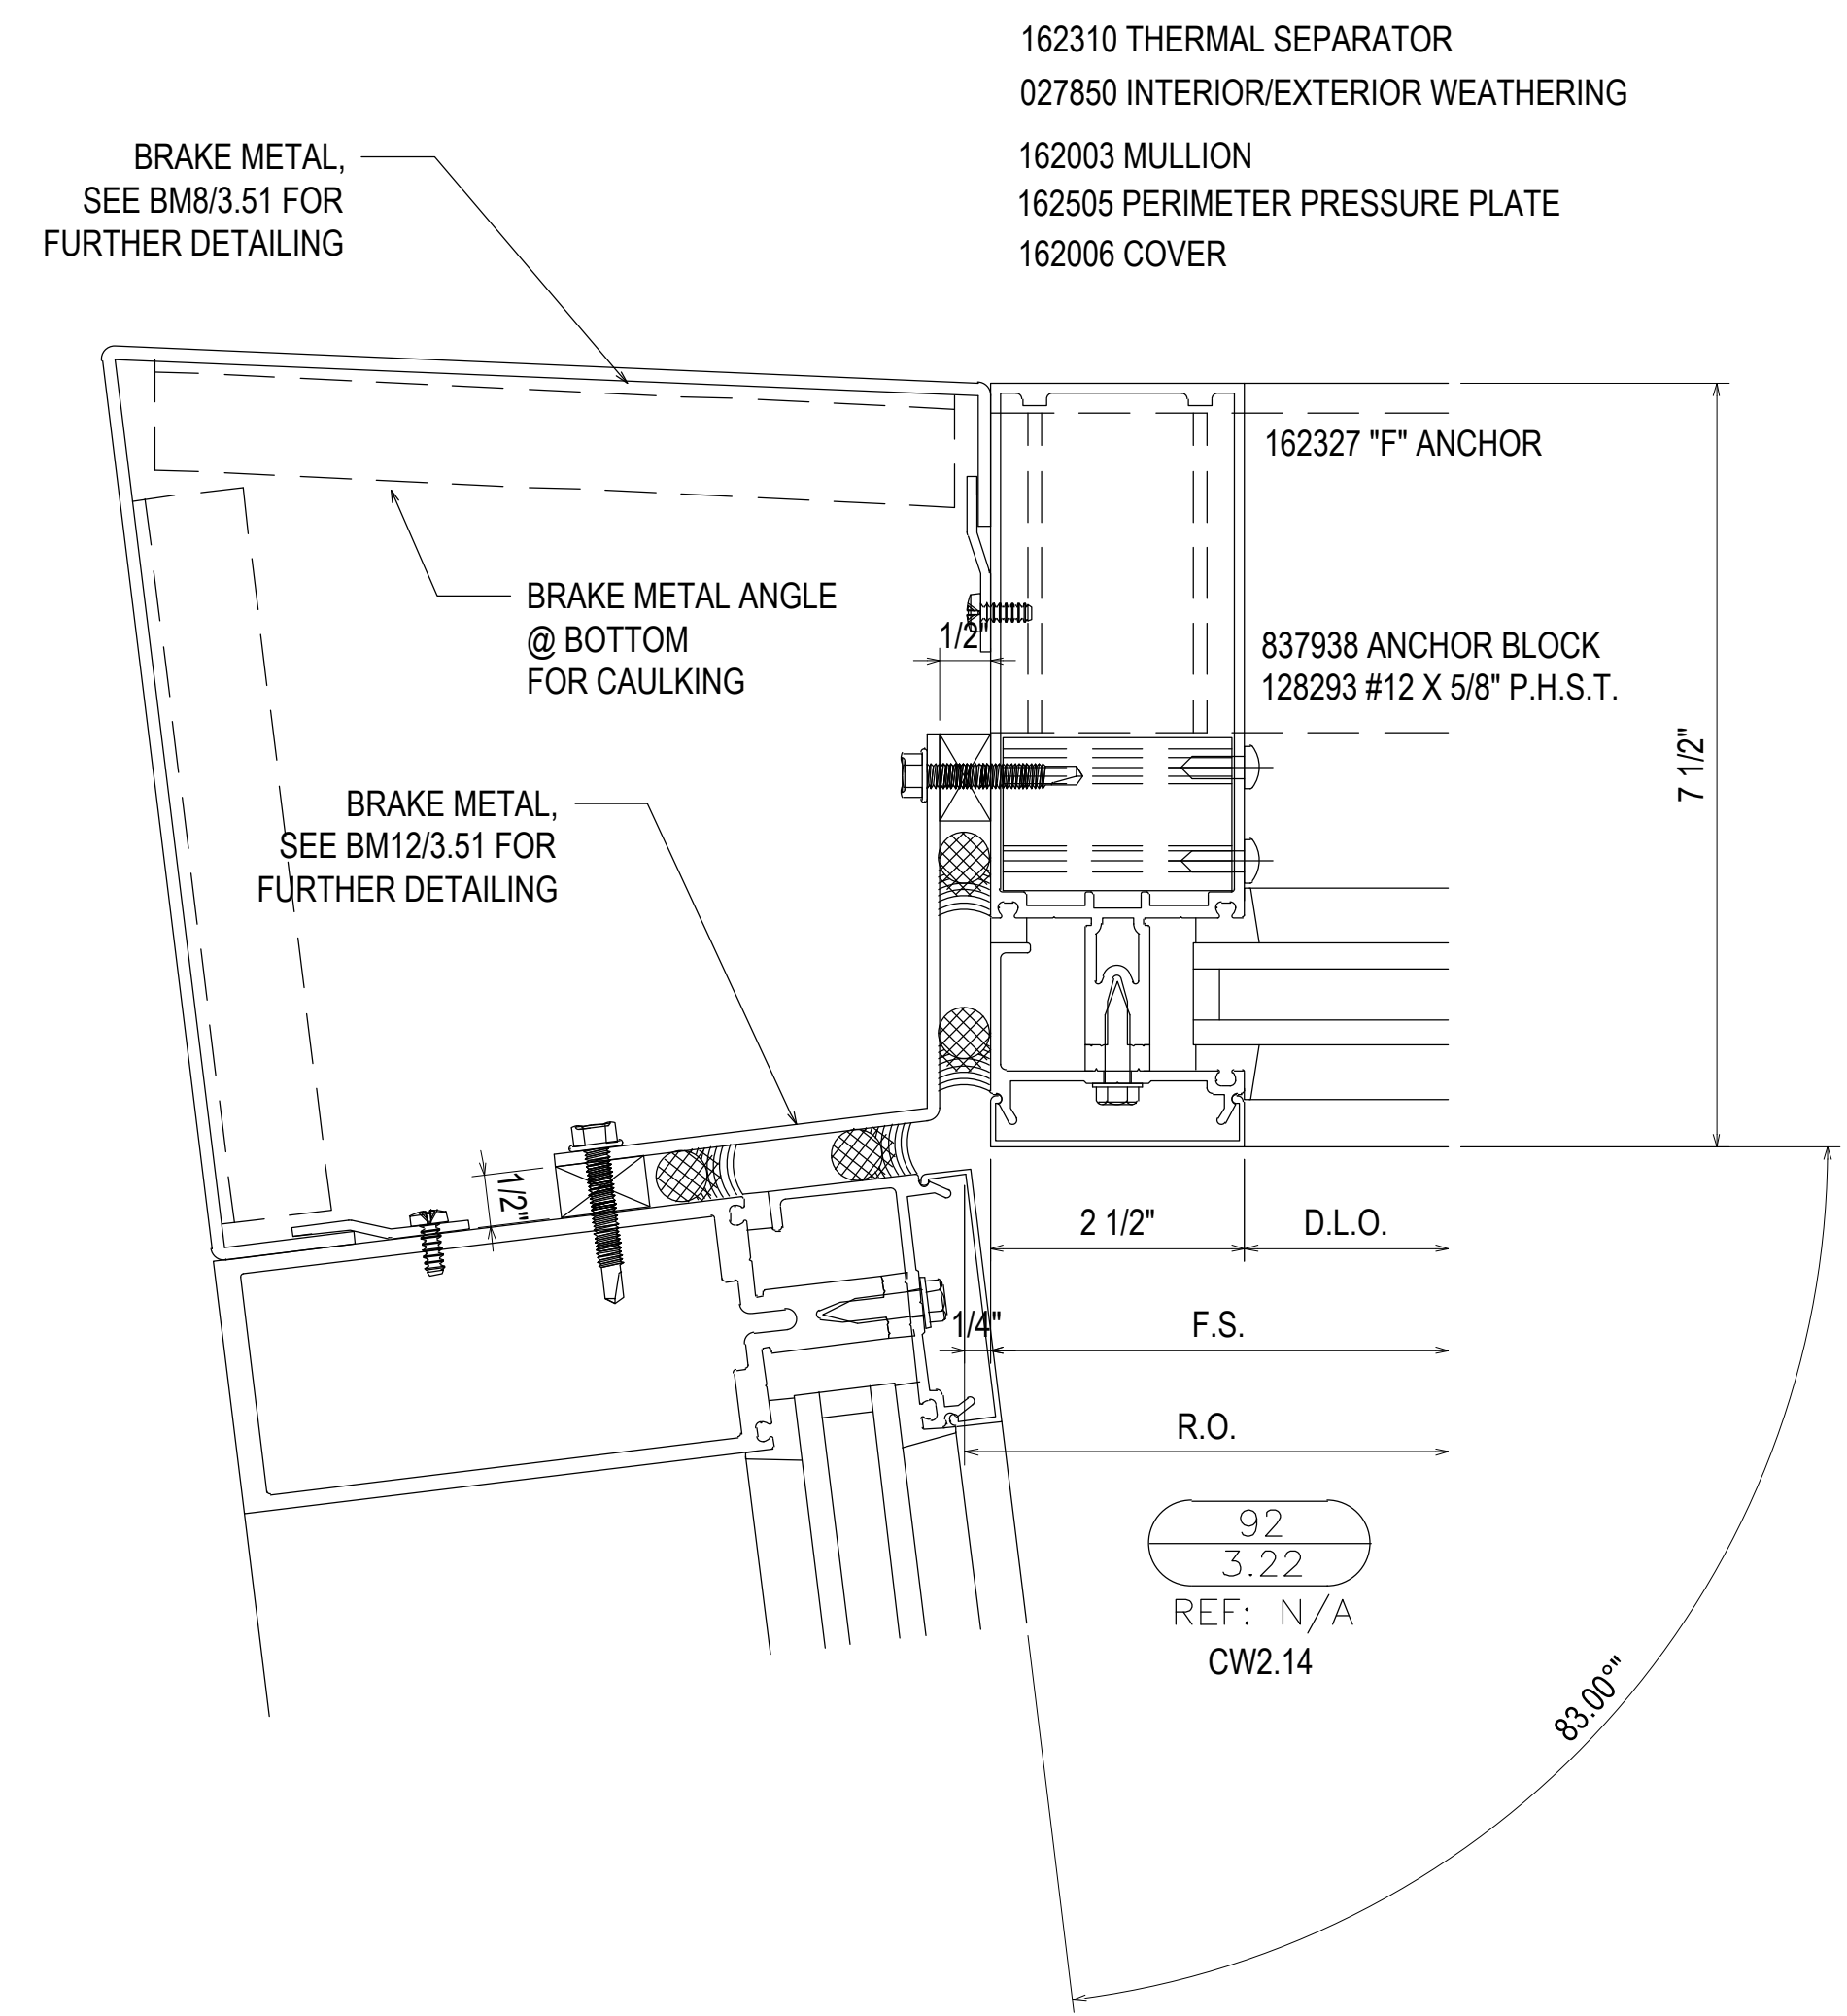 162310 THERMAL SEPARATOR
027850 INTERIOR/EXTERIOR WEATHERING
162003 MULLION
162505 PERIMETER PRESSURE PLATE
162006 COVER
BRAKE METAL,
SEE BM8/3.51 FOR
FURTHER DETAILING
162327 "F" ANCHOR
BRAKE METAL ANGLE
@ BOTTOM
FOR CAULKING
1/2"
837938 ANCHOR BLOCK
128293 #12 X 5/8" P.H.S.T.
7 1/2"
BRAKE METAL,
SEE BM12/3.51 FOR
FURTHER DETAILING
1/2"
2 1/2"
D.L.O.
1/4"
F.S.
R.O.
92
3.22
REF: N/A
CW2.14
83.00°"